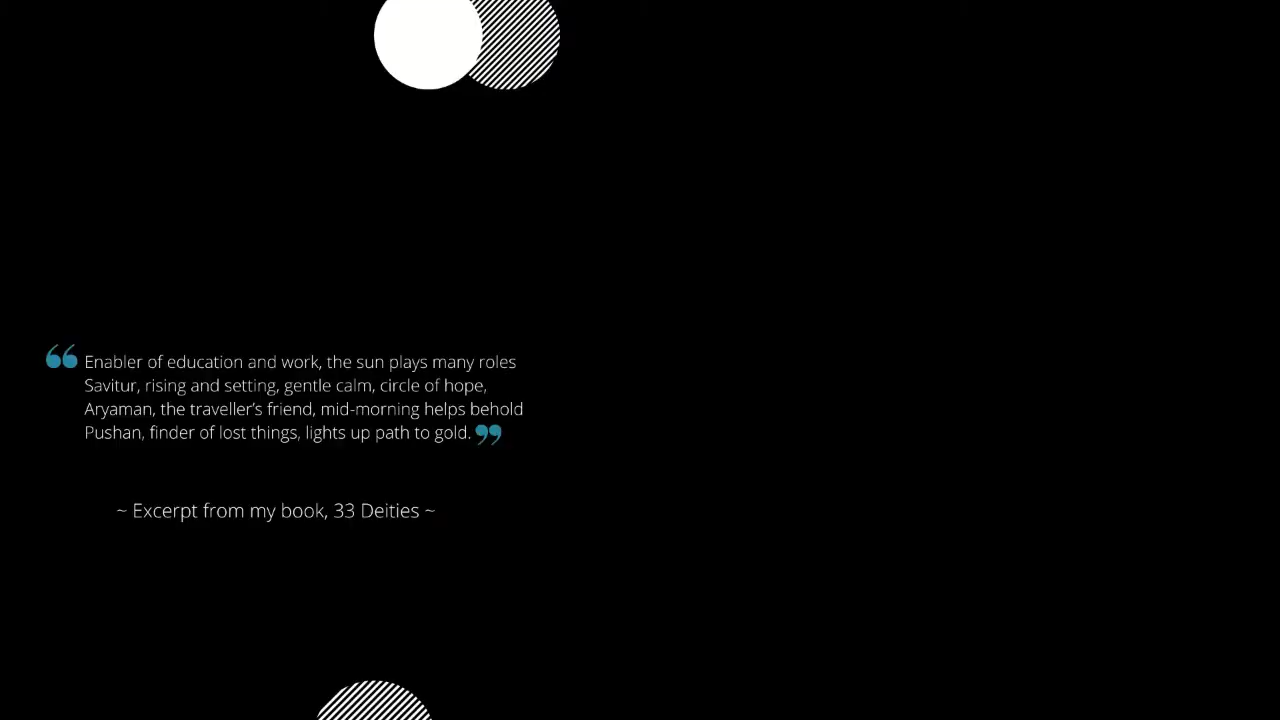 “ Enabler of education and work, the sun plays many roles
Savitur, rising and setting, gentle calm, circle of hope,
Aryaman, the traveller’s friend, mid-morning helps behold
Pushan, finder of lost things, lights up path to gold. ”
~ Excerpt from my book, 33 Deities ~